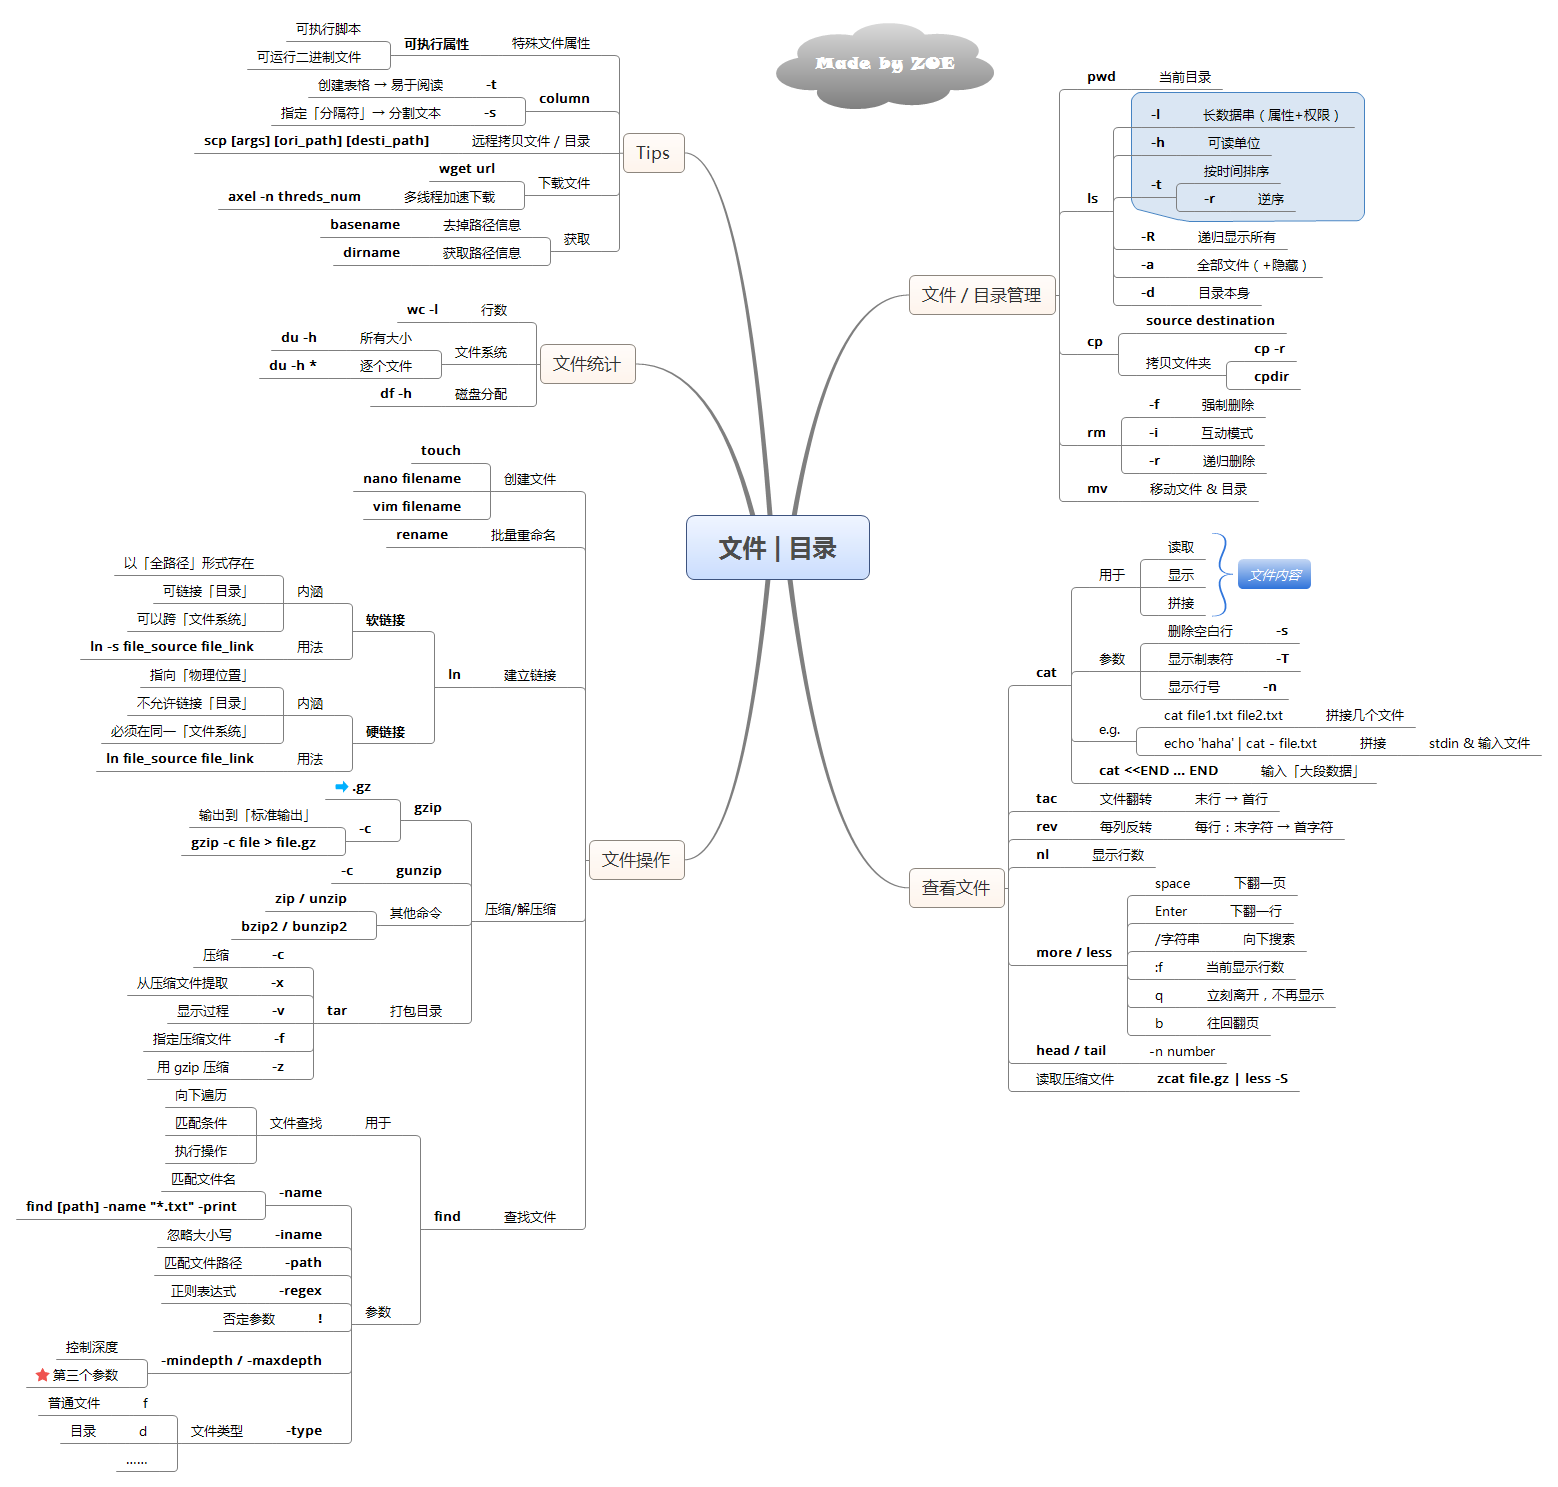 Made by ZOE
文件 | 目录
Tips
可执行脚本
可运行二进制文件
可执行属性
特殊文件属性
创建表格 → 易于阅读 -t
指定「分隔符」→ 分割文本 -s
column
scp [args] [ori_path] [desti_path] 远程拷贝文件 / 目录
wget url
axel -n threds_num 多线程加速下载
下载文件
basename 去掉路径信息
dirname 获取路径信息
获取
文件统计
wc -l 行数
du -h 所有大小
du -h * 逐个文件
文件系统
df -h 磁盘分配
文件操作
touch
nano filename
vim filename
创建文件
rename 批量重命名
以「全路径」形式存在
可链接「目录」
可以跨「文件系统」
内涵
ln -s file_source file_link 用法
软链接
指向「物理位置」
不允许链接「目录」
必须在同一「文件系统」
内涵
ln file_source file_link 用法
硬链接
ln
建立链接
.gz
输出到「标准输出」
gzip -c file > file.gz
-c
gzip
-c gunzip
zip / unzip
bzip2 / bunzip2
其他命令
压缩/解压缩
压缩 -c
从压缩文件提取 -x
显示过程 -v
指定压缩文件 -f
用 gzip 压缩 -z
tar
打包目录
向下遍历
匹配条件
执行操作
文件查找
用于
匹配文件名
find [path] -name "*.txt" -print
-name
忽略大小写 -iname
匹配文件路径 -path
正则表达式 -regex
否定参数 !
控制深度
第三个参数
-mindepth / -maxdepth
普通文件 f
目录 d
......
文件类型
-type
参数
find
查找文件
文件 / 目录管理
pwd 当前目录
ls
-l 长数据串（属性+权限）
-h 可读单位
-t
按时间排序
-r 逆序
-R 递归显示所有
-a 全部文件（+隐藏）
-d 目录本身
cp
source destination
拷贝文件夹
cp -r
cpdir
rm
-f 强制删除
-i 互动模式
-r 递归删除
mv 移动文件 & 目录
查看文件
cat
用于
读取
显示
拼接
文件内容
参数
删除空白行 -s
显示制表符 -T
显示行号 -n
e.g.
cat file1.txt file2.txt 拼接几个文件
echo 'haha' | cat - file.txt 拼接 stdin & 输入文件
cat <<END ... END 输入「大段数据」
tac 文件翻转 末行 → 首行
rev 每列反转 每行：末字符 → 首字符
nl 显示行数
more / less
space 下翻一页
Enter 下翻一行
/字符串 向下搜索
:f 当前显示行数
q 立刻离开，不再显示
b 往回翻页
head / tail -n number
读取压缩文件 zcat file.gz | less -S